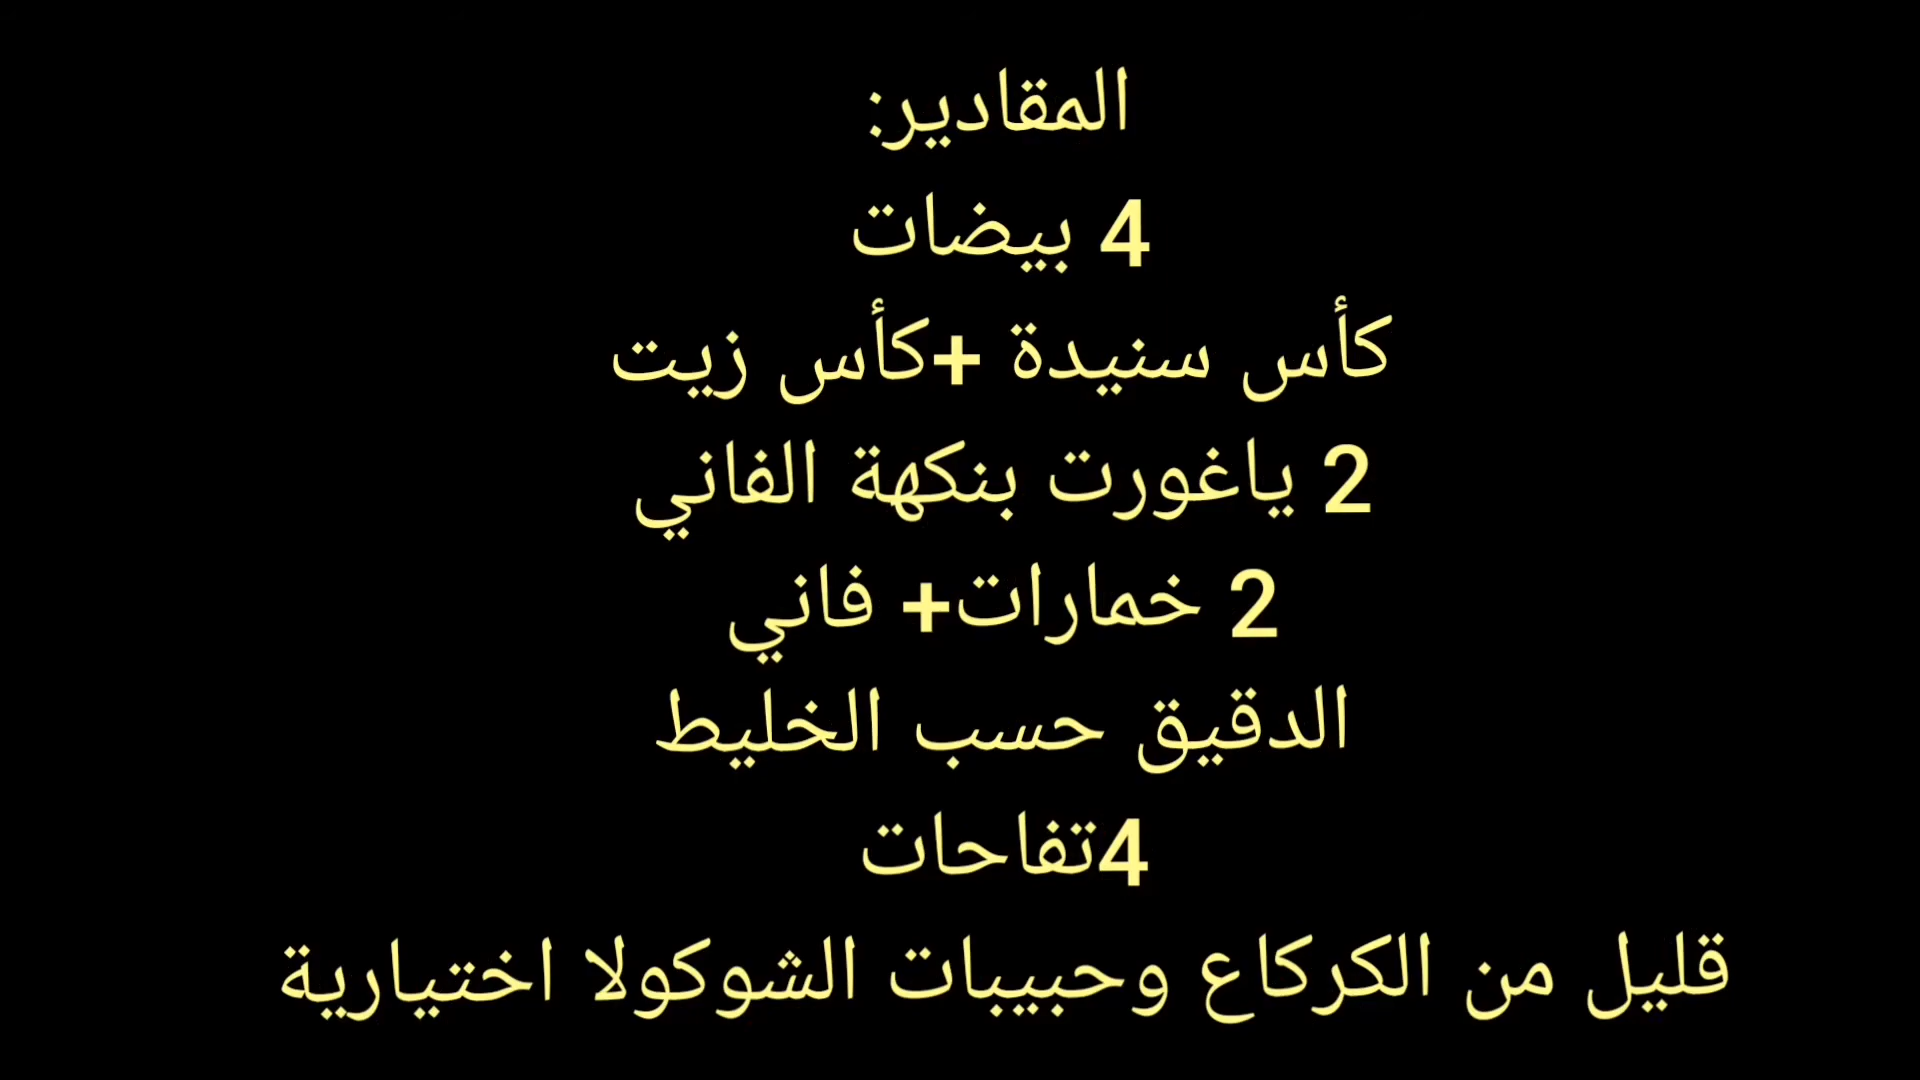 المقادير:
4 بيضات
كأس سنيدة +كأس زيت
2 ياغورت بنكهة الفاني
2 خمارات+ فاني
الدقيق حسب الخليط
4تفاحات
قليل من الكركاع وحبيبات الشوكولا اختيارية